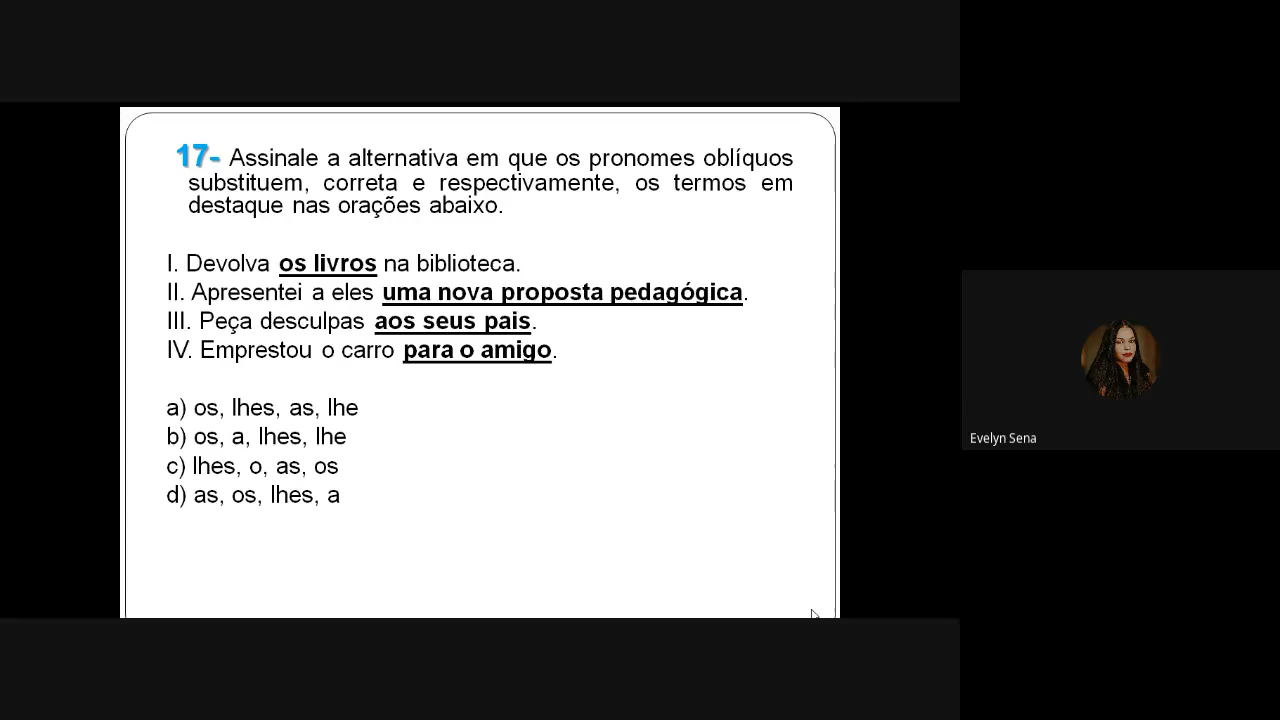 17- Assinale a alternativa em que os pronomes oblíquos
substituem, correta e respectivamente, os termos em
destaque nas orações abaixo.
I. Devolva os livros na biblioteca.
II. Apresentei a eles uma nova proposta pedagógica.
III. Peça desculpas aos seus pais.
IV. Emprestou o carro para o amigo.
a) os, lhes, as, lhe
b) os, a, lhes, lhe
c) lhes, o, as, os
d) as, os, lhes, a
Evelyn Sena